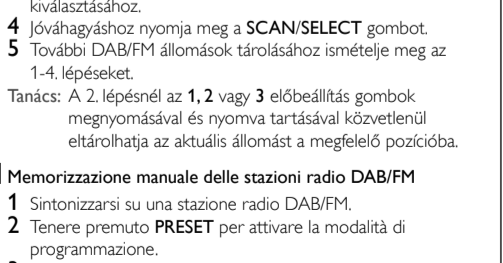 kiválasztásához.
4 Jóváhagyáshoz nyomja meg a SCAN/SELECT gombot.
5 További DAB/FM állomások tárolásához ismételje meg az
1-4. lépéseket.
Tanács: A 2. lépésnél az 1, 2 vagy 3 előbeállítás gombok
megnyomásával és nyomva tartásával közvetlenül
eltárolhatja az aktuális állomást a megfelelő pozícióba.
Memorizzazione manuale delle stazioni radio DAB/FM
1 Sintonizzarsi su una stazione radio DAB/FM.
2 Tenere premuto PRESET per attivare la modalità di
programmazione.